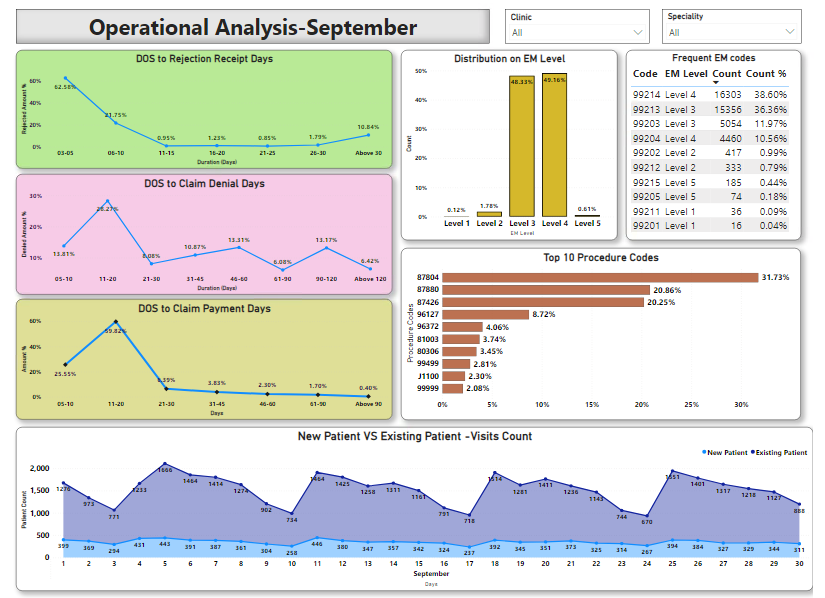 Operational Analysis-September
Clinic
All
Speciality
All
DOS to Rejection Receipt Days
Rejected Amount %
60%
40%
20%
0%
62.58%
21.75%
0.95%
1.23%
0.85%
1.79%
10.84%
03-05 06-10 11-15 16-20 21-25 26-30 Above 30
Duration (Days)
DOS to Claim Denial Days
Denied Amount %
30%
20%
10%
13.81%
28.27%
8.08%
10.87%
13.31%
6.08%
13.17%
6.42%
05-10 11-20 21-30 31-45 46-60 61-90 90-120 Above 120
Duration (Days)
DOS to Claim Payment Days
Amount %
60%
40%
20%
0%
25.55%
59.82%
6.39%
3.83%
2.30%
1.70%
0.40%
05-10 11-20 21-30 31-45 46-60 61-90 Above 90
Days
Distribution on EM Level
Count
50%
40%
30%
20%
10%
0%
0.12%
1.78%
48.33%
49.16%
0.61%
Level 1 Level 2 Level 3 Level 4 Level 5
EM Level
Frequent EM codes
Code EM Level Count Count %
99214 Level 4 16303 38.60%
99213 Level 3 15356 36.36%
99203 Level 3 5054 11.97%
99204 Level 4 4460 10.56%
99202 Level 2 417 0.99%
99212 Level 2 333 0.79%
99215 Level 5 185 0.44%
99205 Level 5 74 0.18%
99211 Level 1 36 0.09%
99201 Level 1 16 0.04%
Top 10 Procedure Codes
Procedure Codes
87804 31.73%
87880 20.86%
87426 20.25%
96127 8.72%
96372 4.06%
81003 3.74%
80306 3.45%
99499 2.81%
J1100 2.30%
99999 2.08%
0% 5% 10% 15% 20% 25% 30%
New Patient VS Existing Patient -Visits Count
New Patient Existing Patient
Patient Count
2,000
1,500
1,000
500
0
1276 973 771 1233 1666 1464 1414 1274 902 734 1464 1425 1258 1311 1161 791 718 1514 1281 1411 1236 1143 744 670 1551 1401 1317 1218 1127 888
399 369 294 431 443 391 387 361 304 258 446 380 347 357 342 324 237 392 345 351 373 325 314 267 394 384 327 329 344 311
1 2 3 4 5 6 7 8 9 10 11 12 13 14 15 16 17 18 19 20 21 22 23 24 25 26 27 28 29 30
September
Days